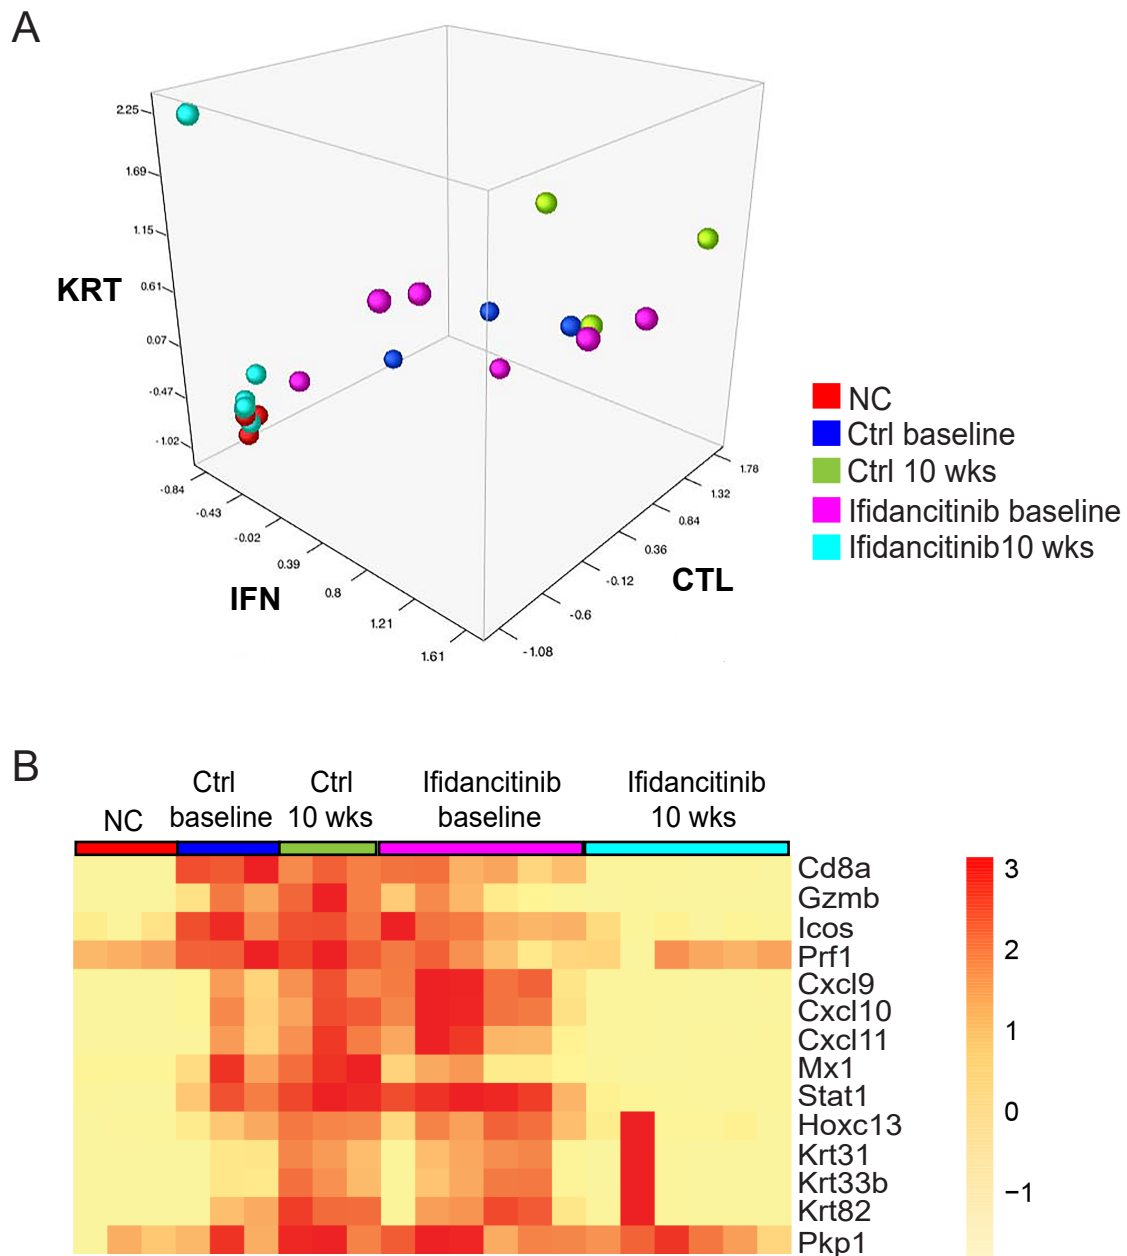 A
2.25
1.69
1.15
0.61
0.07
-0.47
-1.02
KRT
-0.84
-0.43
-0.02
0.39
0.8
1.21
1.61
IFN
-1.08
-0.6
-0.12
0.36
0.84
1.32
1.78
CTL
NC
Ctrl baseline
Ctrl 10 wks
Ifidancitinib baseline
Ifidancitinib10 wks
B
NC
Ctrl
baseline
Ctrl
10 wks
Ifidancitinib
baseline
Ifidancitinib
10 wks
Cd8a
Gzmb
Icos
Prf1
Cxcl9
Cxcl10
Cxcl11
Mx1
Stat1
Hoxc13
Krt31
Krt33b
Krt82
Pkp1
3
2
1
0
−1